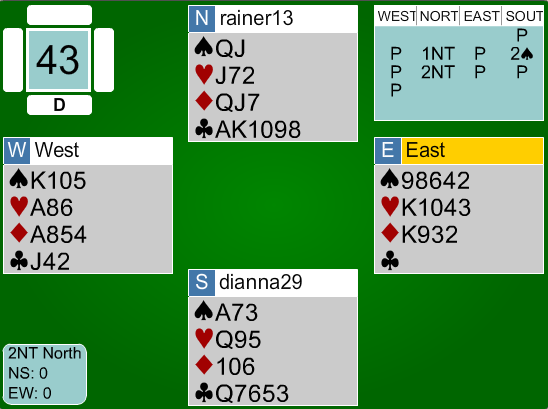 43
D
N rainer13
♠QJ
♥J72
♦QJ7
♣AK1098
WEST NORT EAST SOUT
P
P 1NT P 2♠
P 2NT P P
P
W West
♠K105
♥A86
♦A854
♣J42
E East
♠98642
♥K1043
♦K932
♣
S dianna29
♠A73
♥Q95
♦106
♣Q7653
2NT North
NS: 0
EW: 0